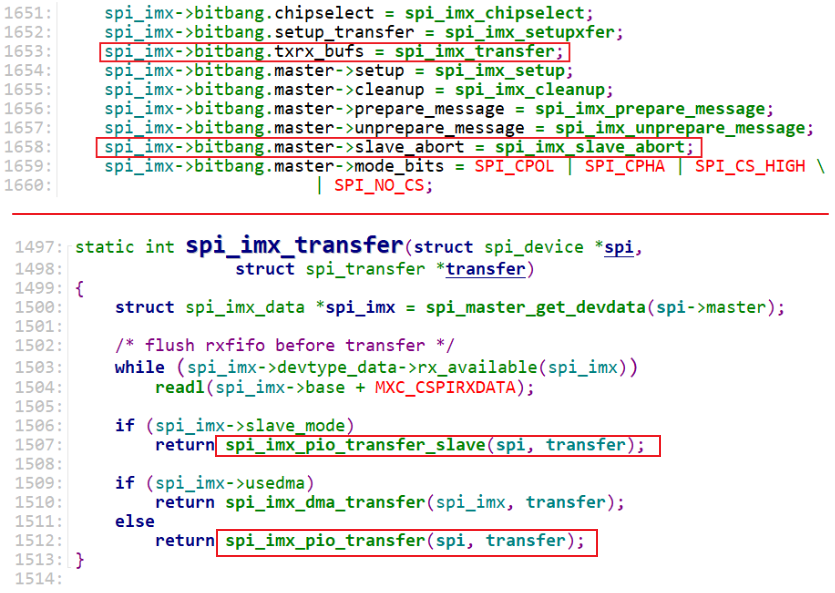 1651: spi_imx->bitbang.chipselect = spi_imx_chipselect;
1652: spi_imx->bitbang.setup_transfer = spi_imx_setupxfer;
1653: spi_imx->bitbang.txrx_bufs = spi_imx_transfer;
1654: spi_imx->bitbang.master->setup = spi_imx_setup;
1655: spi_imx->bitbang.master->cleanup = spi_imx_cleanup;
1656: spi_imx->bitbang.master->prepare_message = spi_imx_prepare_message;
1657: spi_imx->bitbang.master->unprepare_message = spi_imx_unprepare_message;
1658: spi_imx->bitbang.master->slave_abort = spi_imx_slave_abort;
1659: spi_imx->bitbang.master->mode_bits = SPI_CPOL | SPI_CPHA | SPI_CS_HIGH \
1660: | SPI_NO_CS;
1497: static int spi_imx_transfer(struct spi_device *spi,
1498: struct spi_transfer *transfer)
1499: {
1500: struct spi_imx_data *spi_imx = spi_master_get_devdata(spi->master);
1501:
1502: /* flush rxfifo before transfer */
1503: while (spi_imx->devtype_data->rx_available(spi_imx))
1504: readl(spi_imx->base + MXC_CSPIRXDATA);
1505:
1506: if (spi_imx->slave_mode)
1507: return spi_imx_pio_transfer_slave(spi, transfer);
1508:
1509: if (spi_imx->usedma)
1510: return spi_imx_dma_transfer(spi_imx, transfer);
1511: else
1512: return spi_imx_pio_transfer(spi, transfer);
1513: }
1514: